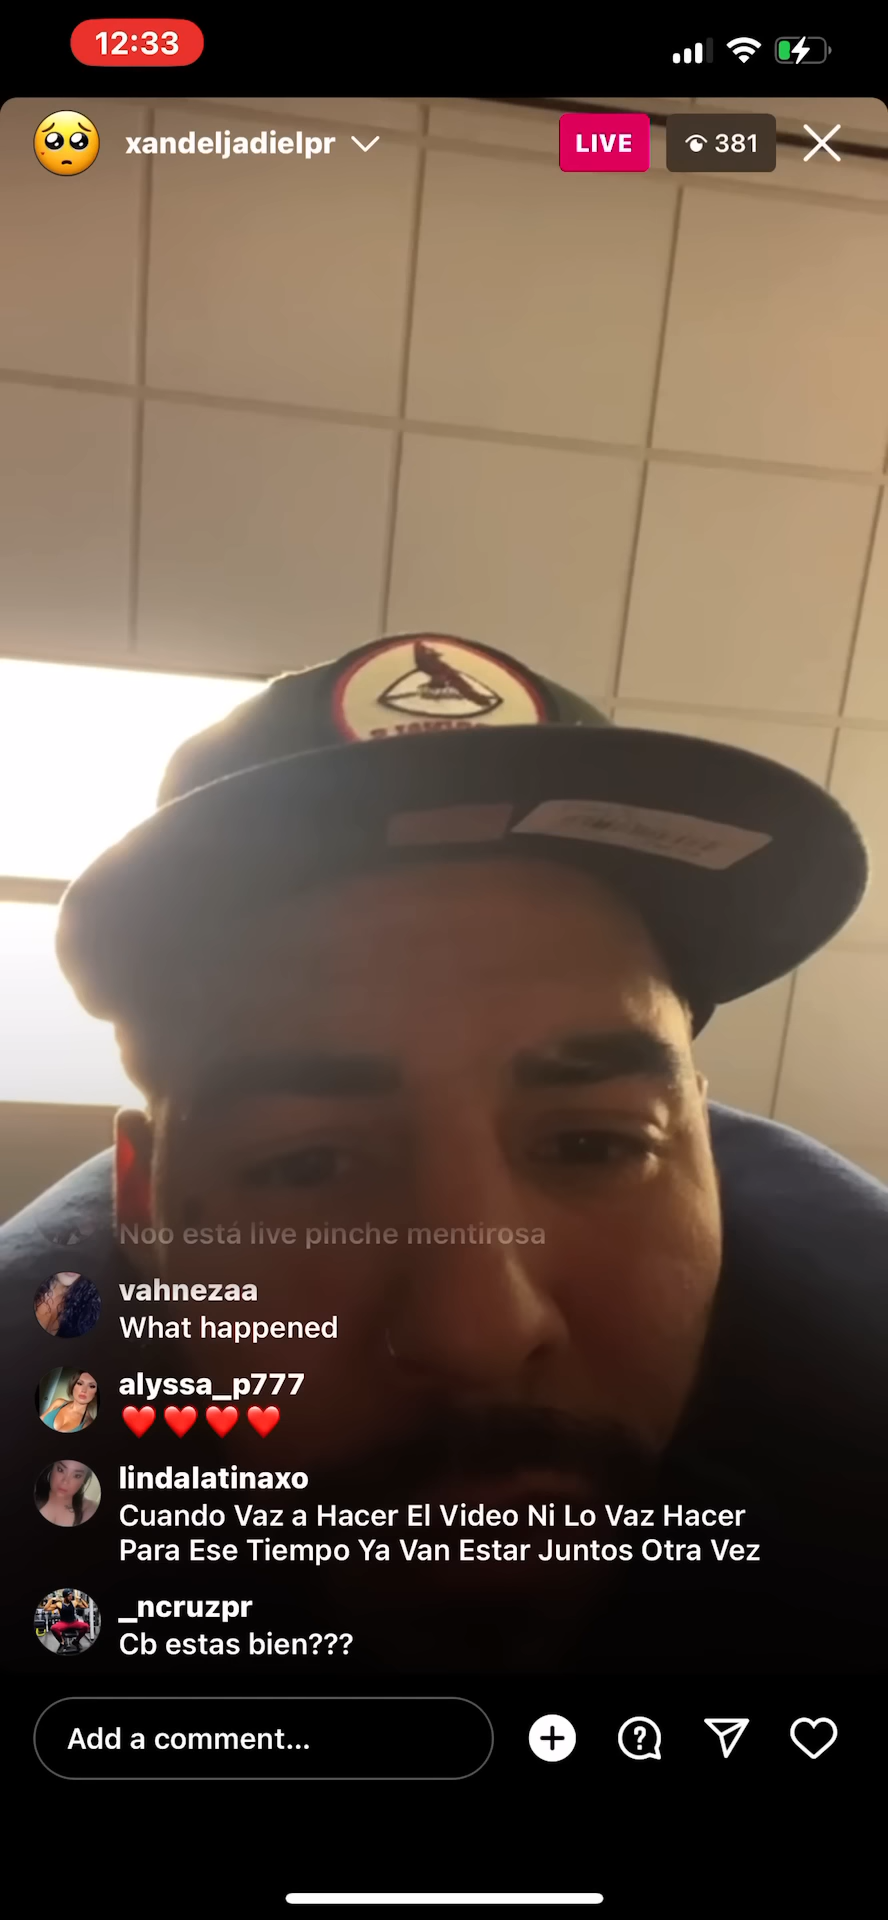 12:33
xandeljadielpr
LIVE
381
Noo está live pinche mentirosa
vahnezaa
What happened
alyssa_p777
❤️❤️❤️❤️
lindalatinaxo
Cuando Vaz a Hacer El Video Ni Lo Vaz Hacer
Para Ese Tiempo Ya Van Estar Juntos Otra Vez
_ncruzpr
Cb estas bien???
Add a comment...